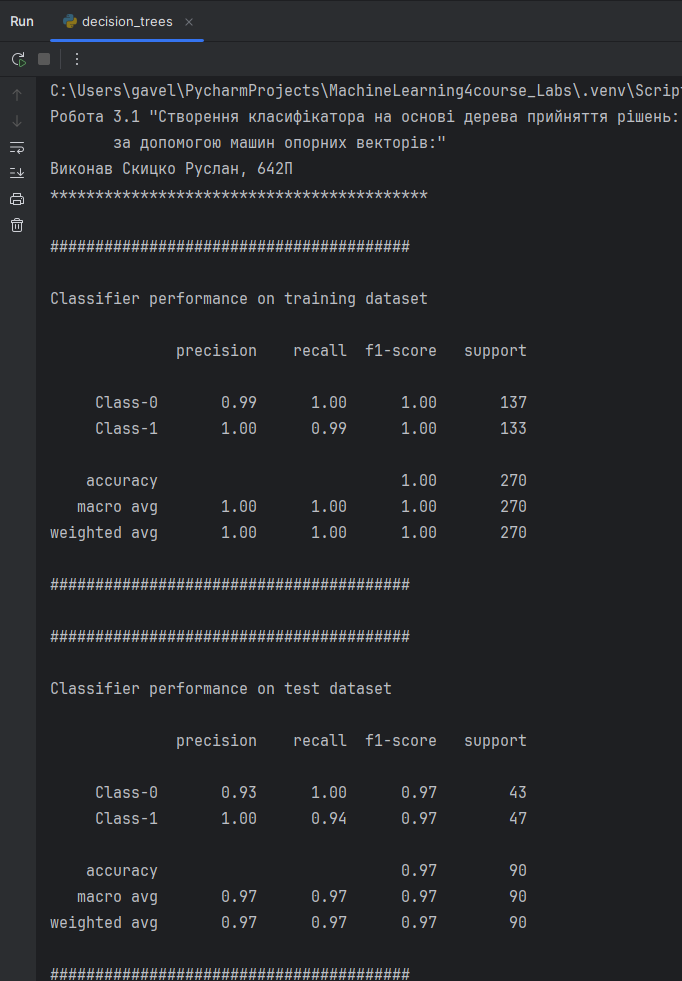 Run decision_trees
C:\Users\gavel\PycharmProjects\MachineLearning4course_Labs\.venv\Script
Робота 3.1 "Створення класифікатора на основі дерева прийняття рішень:
за допомогою машин опорних векторів:"
Виконав Скицко Руслан, 642П
******************************************
########################################
Classifier performance on training dataset
precision recall f1-score support
Class-0 0.99 1.00 1.00 137
Class-1 1.00 0.99 1.00 133
accuracy 1.00 270
macro avg 1.00 1.00 1.00 270
weighted avg 1.00 1.00 1.00 270
########################################
########################################
Classifier performance on test dataset
precision recall f1-score support
Class-0 0.93 1.00 0.97 43
Class-1 1.00 0.94 0.97 47
accuracy 0.97 90
macro avg 0.97 0.97 0.97 90
weighted avg 0.97 0.97 0.97 90
########################################